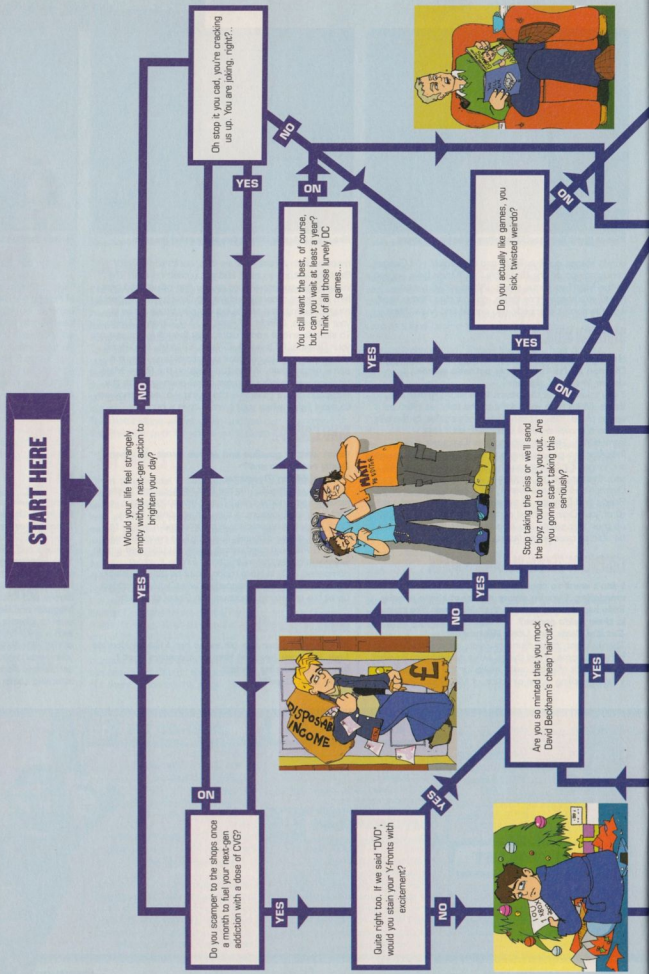 START HERE
Would your life feel strangely
empty without next-gen action to
brighten your day?
YES
NO
Do you scamper to the shops once
a month to fuel your next-gen
addiction with a dose of CVG?
NO
YES
Oh stop it you cad, you're cracking
us up. You are joking, right?..
YES
NO
You still want the best, of course,
but can you wait at least a year?
Think of all those lurvely DC
games...
NO
YES
DISPOSABLE
INCOME
£
MATT
Quite right too. If we said 'DVD',
would you stain your Y-fronts with
excitement?
YES
NO
Are you so minted that you mock
David Beckham's cheap haircut?
NO
YES
Stop taking the piss or we'll send
the boyz round to sort you out. Are
you gonna start taking this
seriously?
YES
NO
Do you actually like games, you
sick, twisted weirdo?
YES
NO